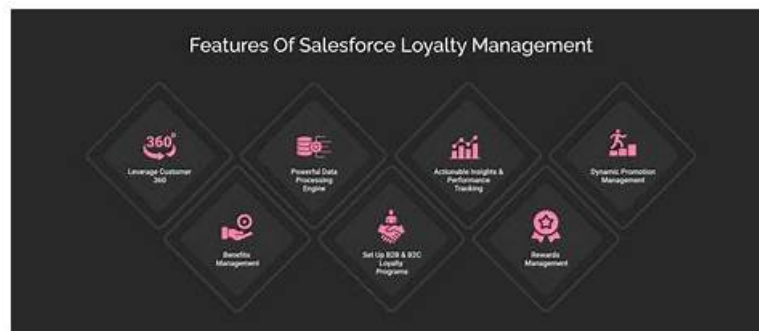 Features Of Salesforce Loyalty Management
360°
Leverage Customer
360
Powerful Data
Processing
Engine
Actionable Insights &
Performance
Tracking
Dynamic Promotion
Management
Benefits
Management
Set Up B2B & B2C
Loyalty
Programs
Rewards
Management